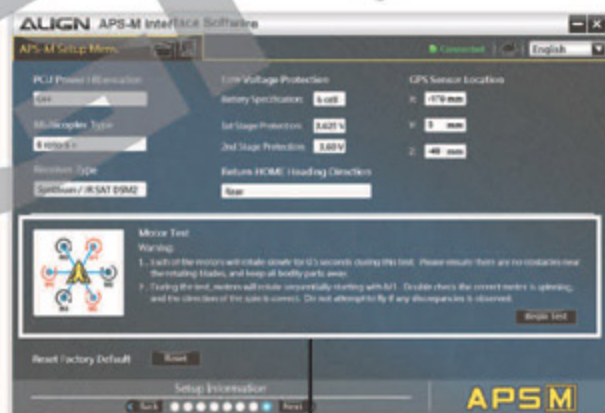 ALIGN APS-M Interface Software
APS-M Setup Menu
Connected
English
PCU Power Hibernation
Multicopter Type
Receiver Type
Spektrum / JR SAT DSM2
Low Voltage Protection
Battery Specification 6 cell
1st Stage Protection 3.625 V
2nd Stage Protection 3.60 V
Return HOME Heading Direction
Rear
GPS Sensor Location
X: -170 mm
Y: 0 mm
Z: -40 mm
Motor Test
Warning:
1. Each of the motors will rotate slowly for 0.5 seconds during this test. Please ensure there are no obstacles near
the rotating blades, and keep all bodily parts away.
2. During the test, motors will rotate sequentially starting with M1. Double check the correct motor is spinning,
and the direction of the spin is correct. Do not attempt to fly if any discrepancies is observed.
Begin Test
Reset Factory Default Reset
Setup Information
Back Next
APSM